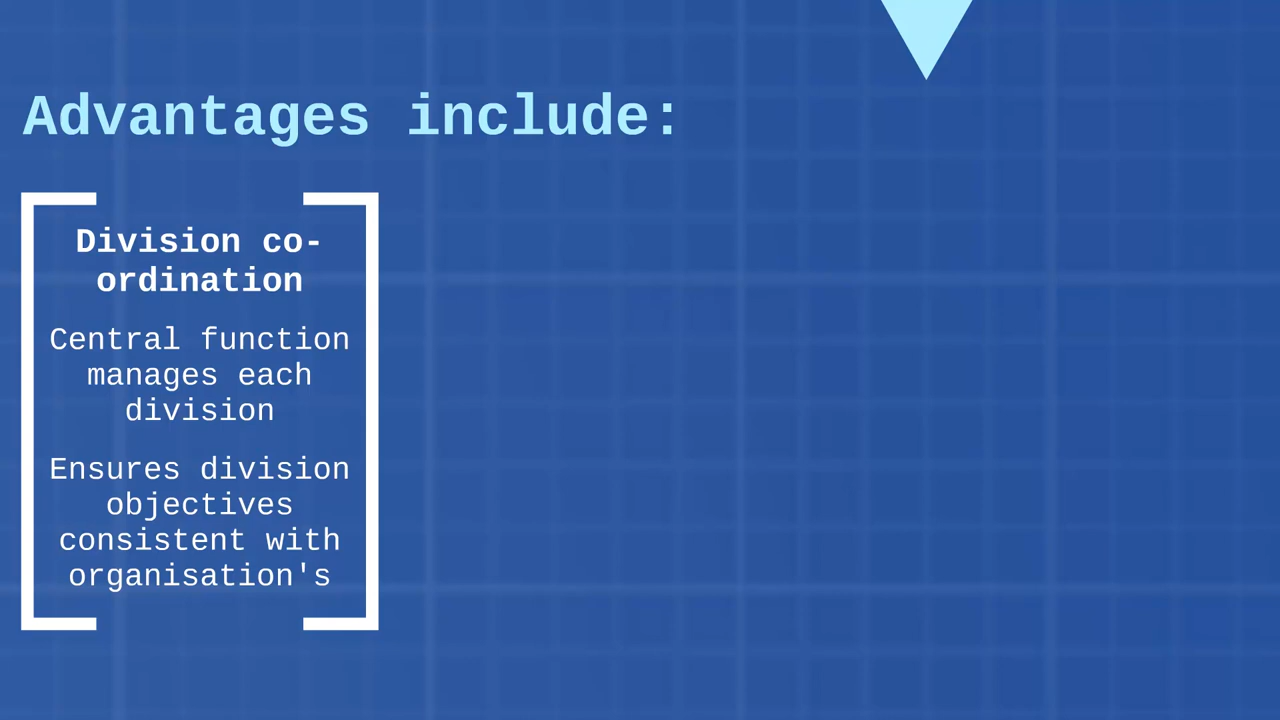 Advantages include:
Division co-
ordination
Central function
manages each
division
Ensures division
objectives
consistent with
organisation's